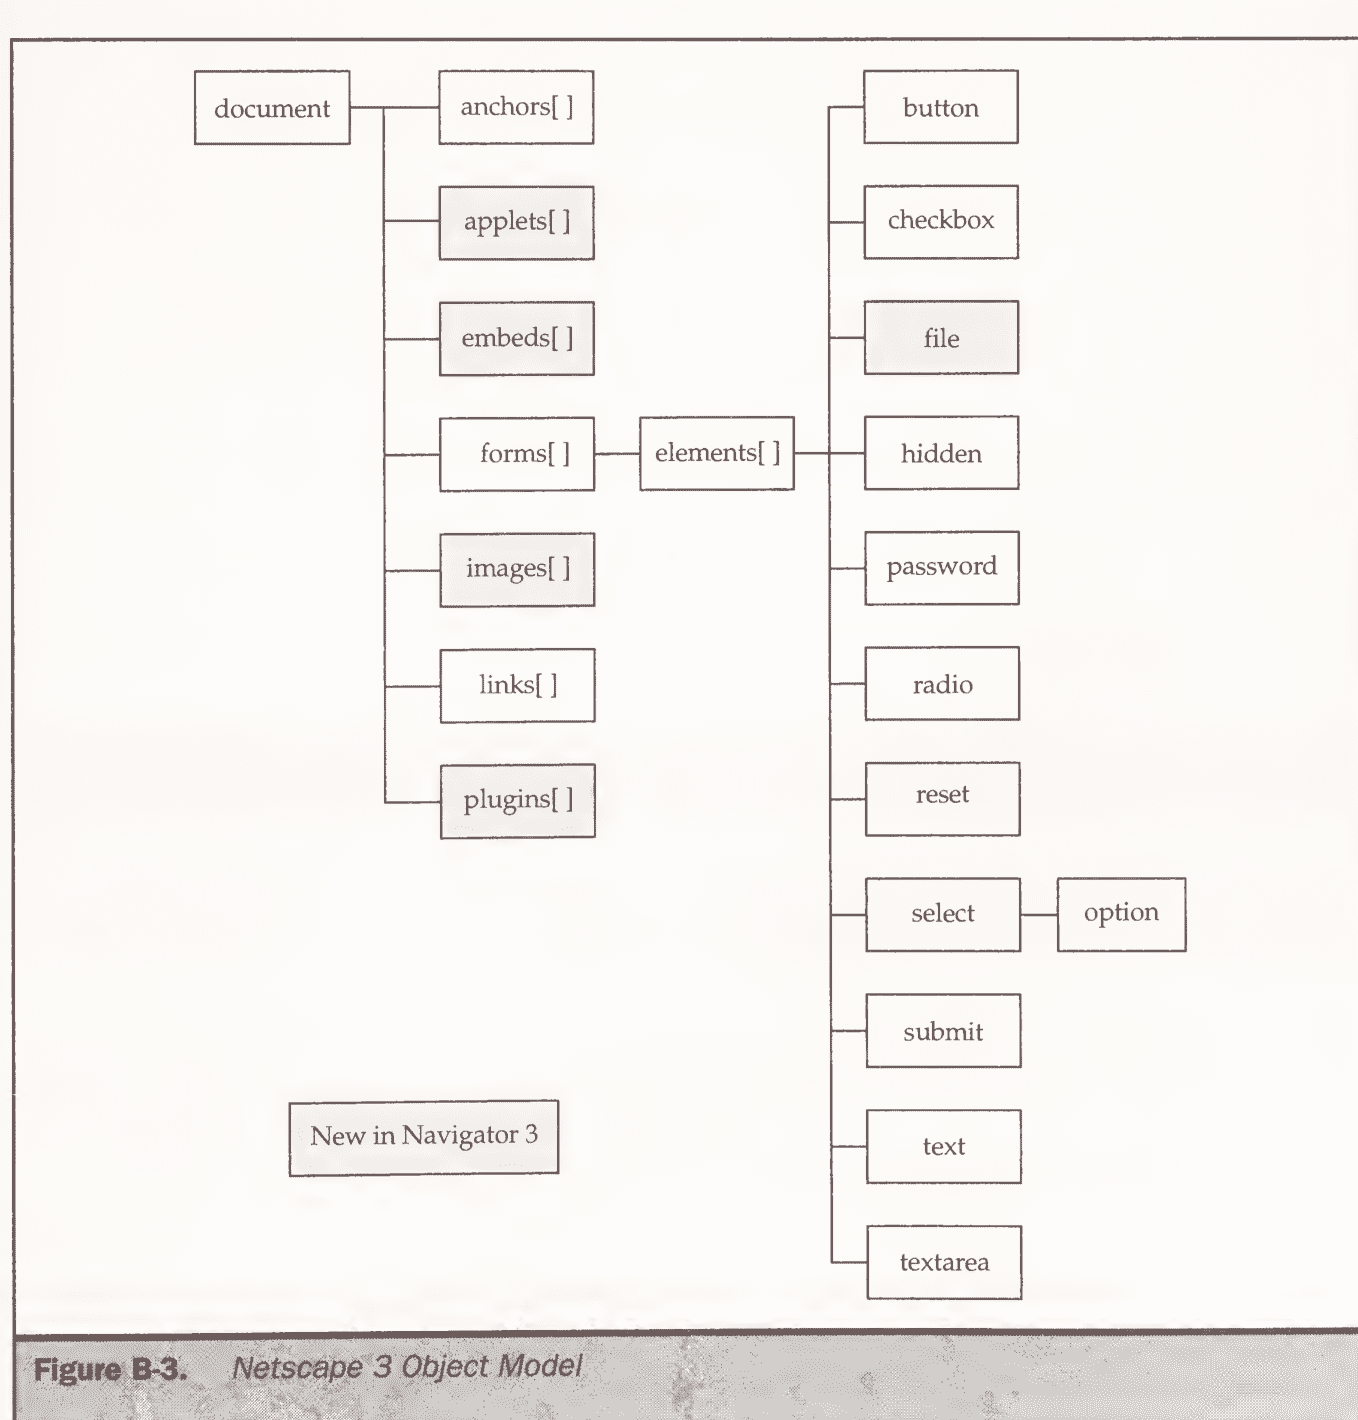 document
anchors[ ]
applets[ ]
embeds[ ]
forms[ ]
images[ ]
links[ ]
plugins[ ]
elements[ ]
button
checkbox
file
hidden
password
radio
reset
select
option
submit
text
textarea
New in Navigator 3
Figure B-3. Netscape 3 Object Model